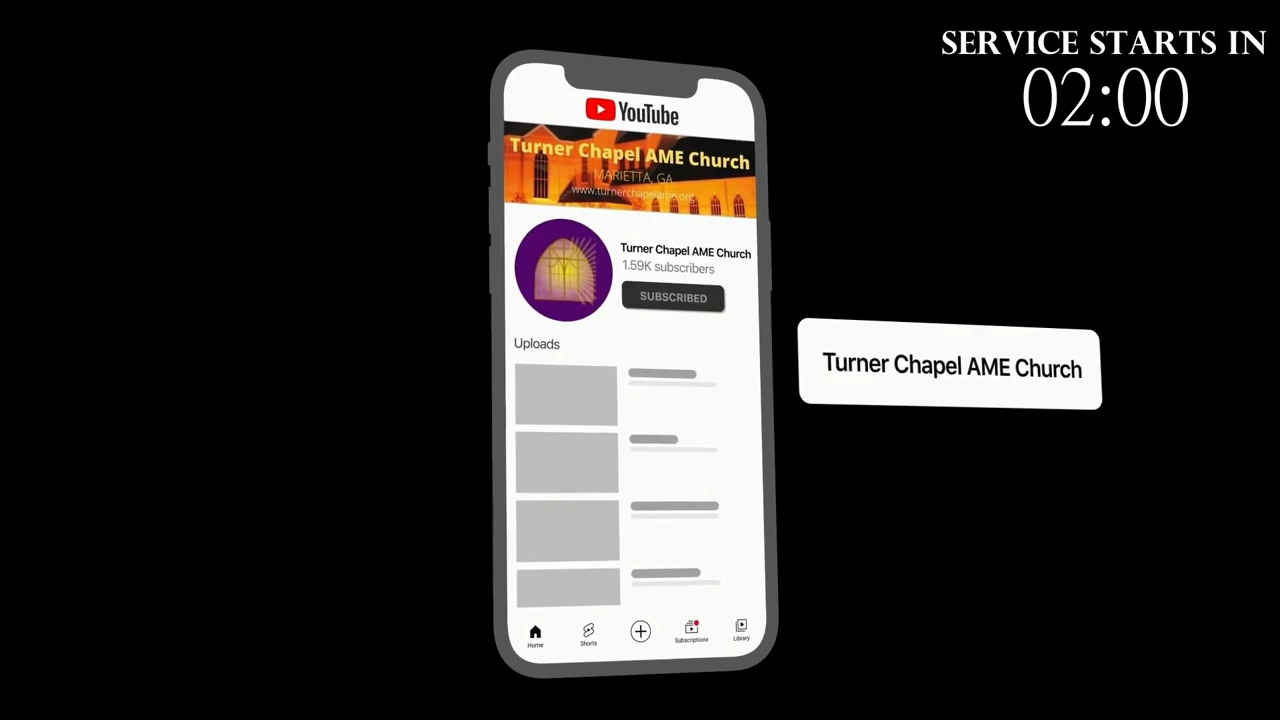 SERVICE STARTS IN
02:00
YouTube
Turner Chapel AME Church
MARIETTA, GA
www.turnerchapelame.org
Turner Chapel AME Church
1.59K subscribers
SUBSCRIBED
Uploads
Turner Chapel AME Church
Home
Shorts
Subscriptions
Library